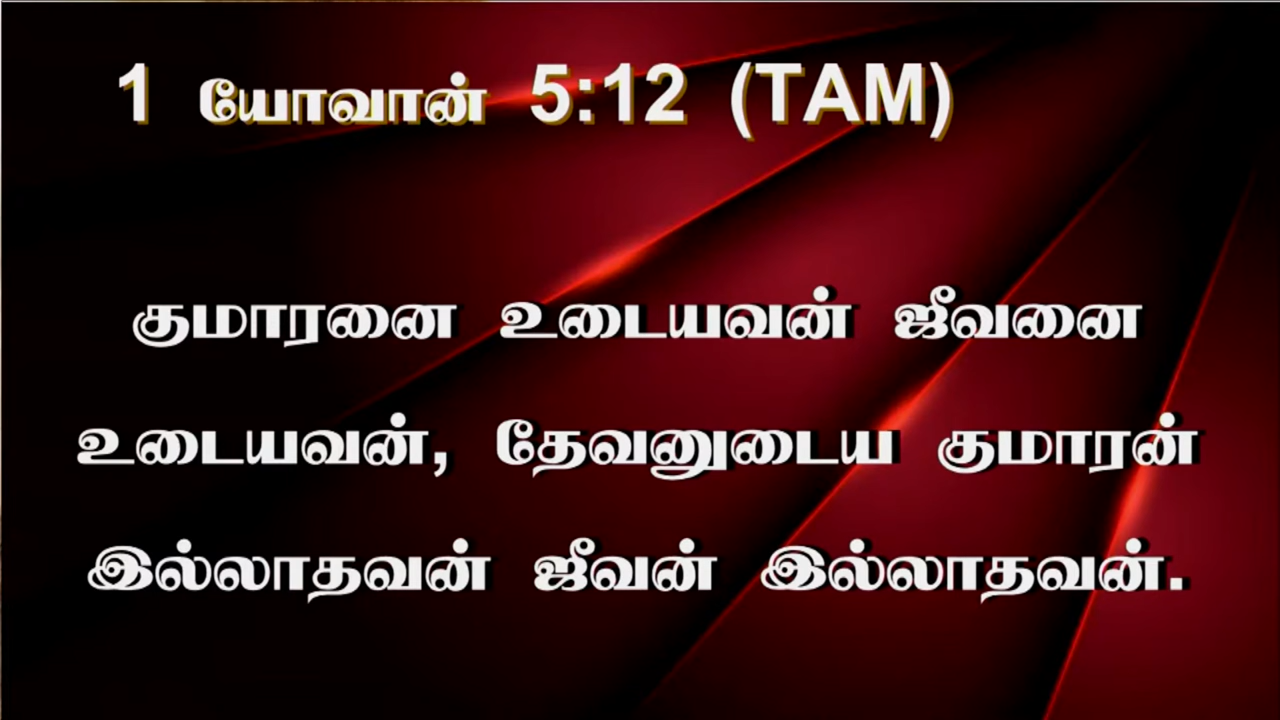 1 யோவான் 5:12 (TAM)
குமாரனை உடையவன் ஜீவனை
உடையவன், தேவனுடைய குமாரன்
இல்லாதவன் ஜீவன் இல்லாதவன்.